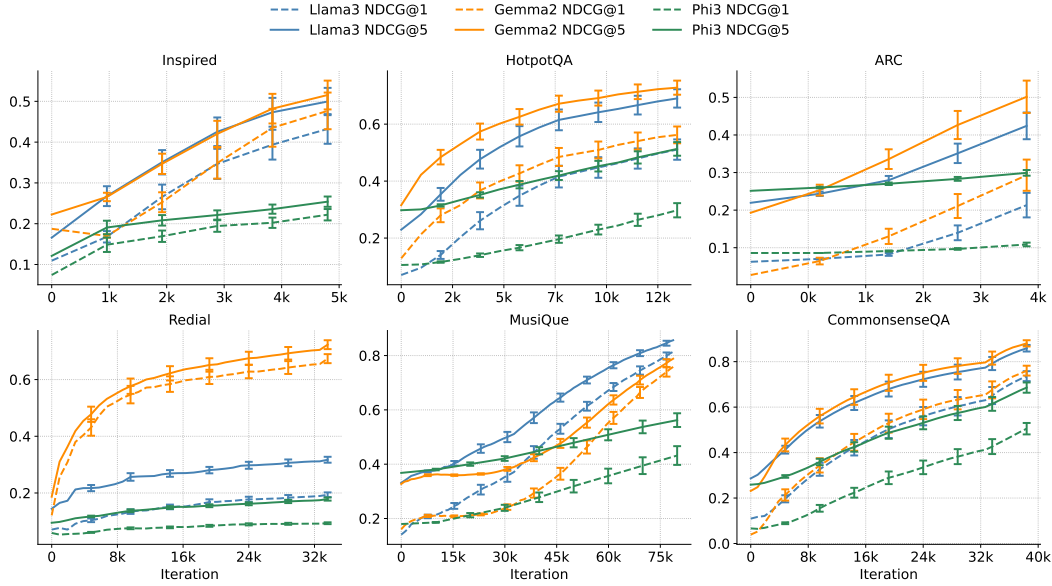 Llama3 NDCG@1 Gemma2 NDCG@1 Phi3 NDCG@1
Llama3 NDCG@5 Gemma2 NDCG@5 Phi3 NDCG@5
Inspired HotpotQA ARC
0.5
0.4
0.3
0.2
0.1
0 1k 2k 3k 4k 5k
0.6
0.4
0.2
0 2k 5k 7k 10k 12k
0.5
0.4
0.3
0.2
0.1
0 0k 1k 2k 3k 4k
Redial MusiQue CommonsenseQA
0.6
0.4
0.2
0 8k 16k 24k 32k
Iteration
0.8
0.6
0.4
0.2
0 15k 30k 45k 60k 75k
Iteration
0.8
0.6
0.4
0.2
0.0
0 8k 16k 24k 32k 40k
Iteration